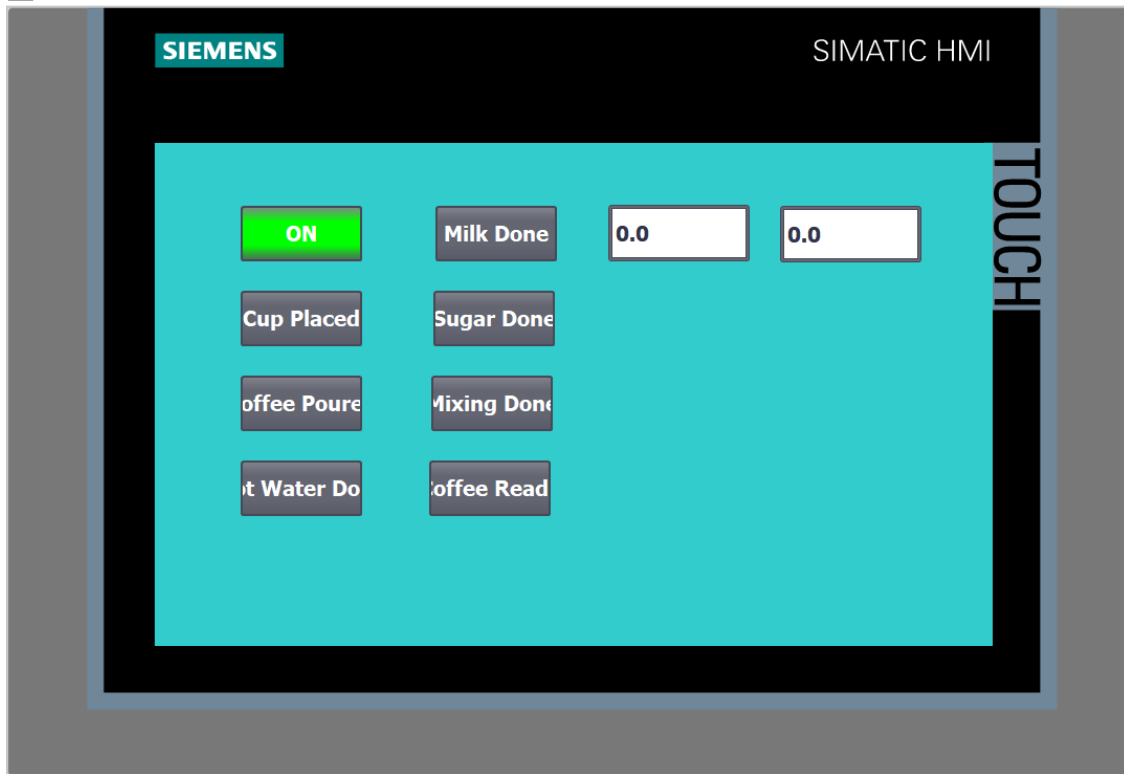 SIEMENS
SIMATIC HMI
TOUCH
ON
Milk Done
0.0
0.0
Cup Placed
Sugar Done
offee Poure
Mixing Done
t Water Do
offee Read